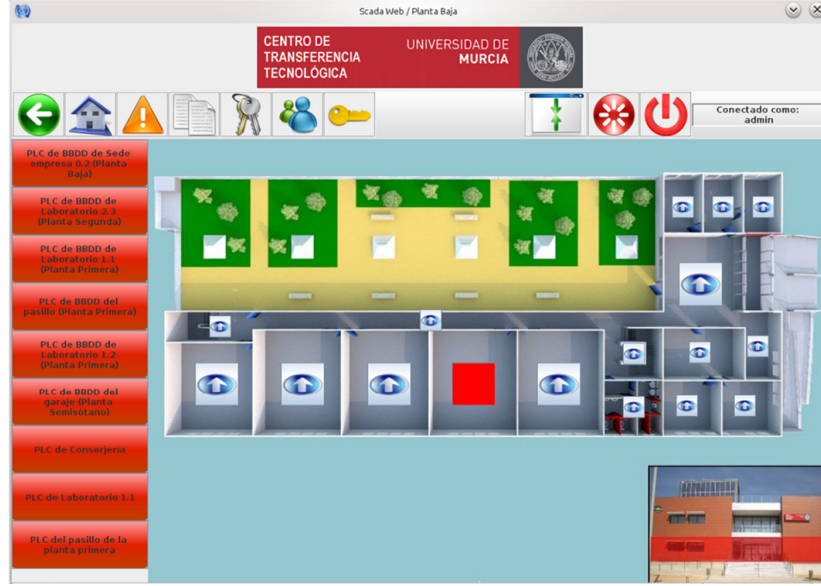 Scada Web / Planta Baja
CENTRO DE
TRANSFERENCIA
TECNOLÓGICA
UNIVERSIDAD DE
MURCIA
Conectado como:
admin
PLC de BBDD de Sede
empresa 0.2 (Planta
Baja)
PLC de BBDD de
Laboratorio 2.3
(Planta Segunda)
PLC de BBDD de
Laboratorio 1.1
(Planta Primera)
PLC de BBDD del
pasillo (Planta Primera)
PLC de BBDD de
Laboratorio 1.2
(Planta Primera)
PLC de BBDD del
garaje (Planta
Semisótano)
PLC de Conserjería
PLC de Laboratorio 1.1
PLC del pasillo de la
planta primera